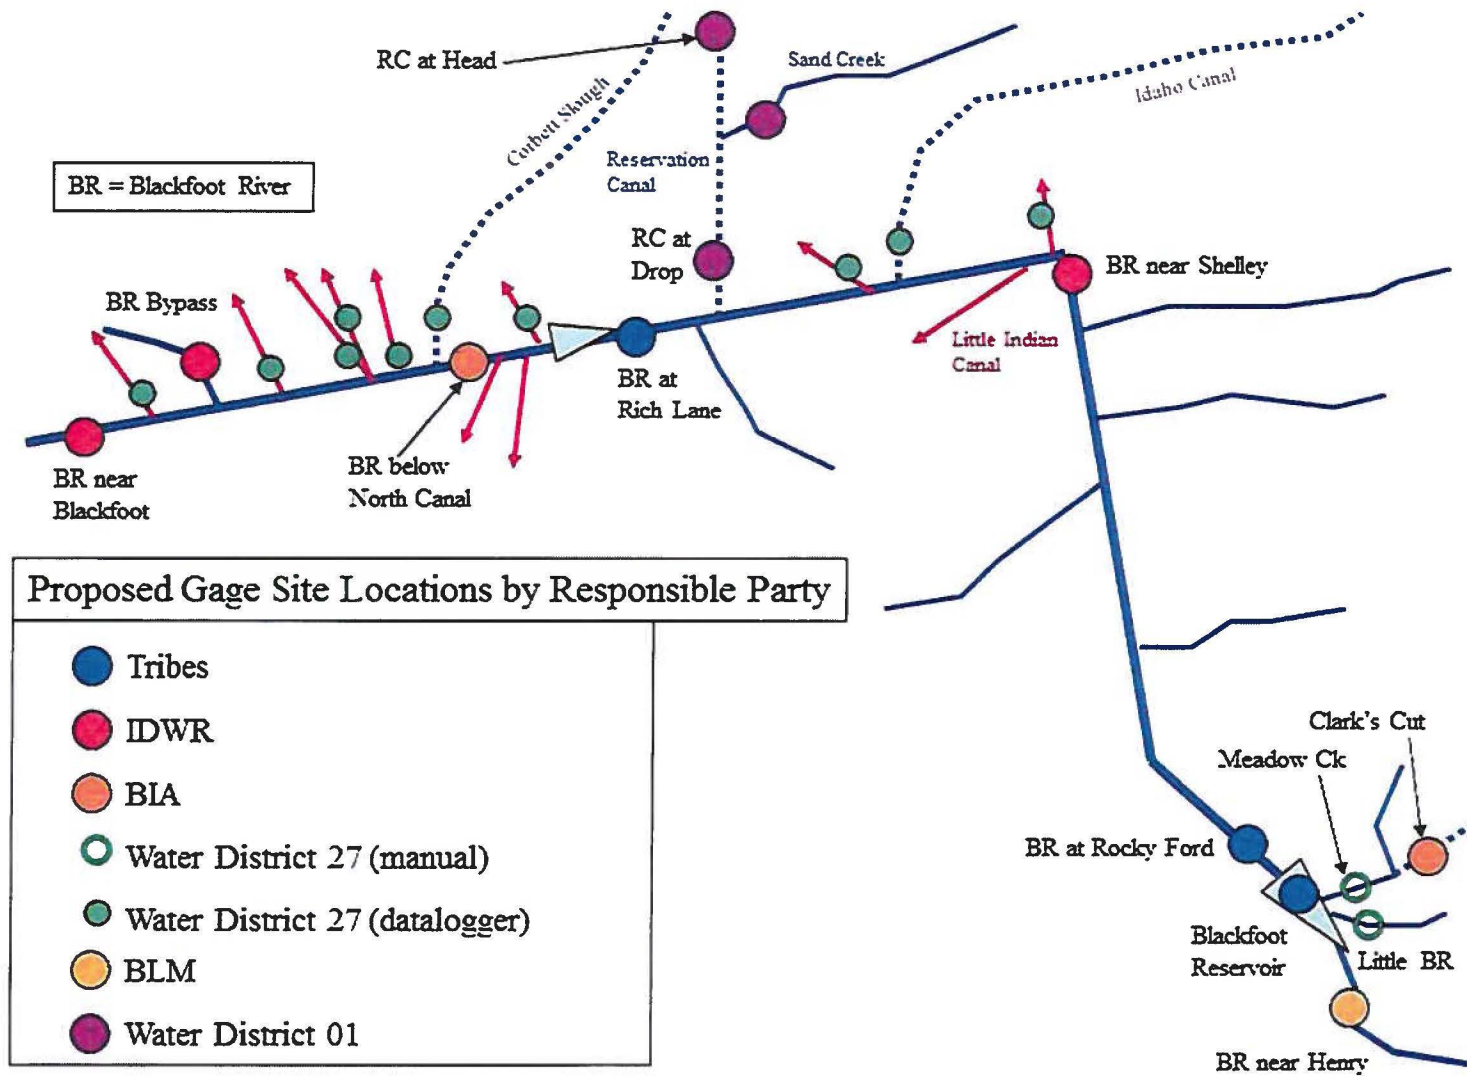 RC at Head
Sand Creek
Idaho Canal
Corbett Slough
Reservation
Canal
BR = Blackfoot River
RC at
Drop
BR near Shelley
BR Bypass
Little Indian
Canal
BR at
Rich Lane
BR below
North Canal
BR near
Blackfoot
Proposed Gage Site Locations by Responsible Party
Tribes
IDWR
BIA
Water District 27 (manual)
Water District 27 (datalogger)
BLM
Water District 01
Clark's Cut
Meadow Ck
BR at Rocky Ford
Blackfoot
Reservoir
Little BR
BR near Henry